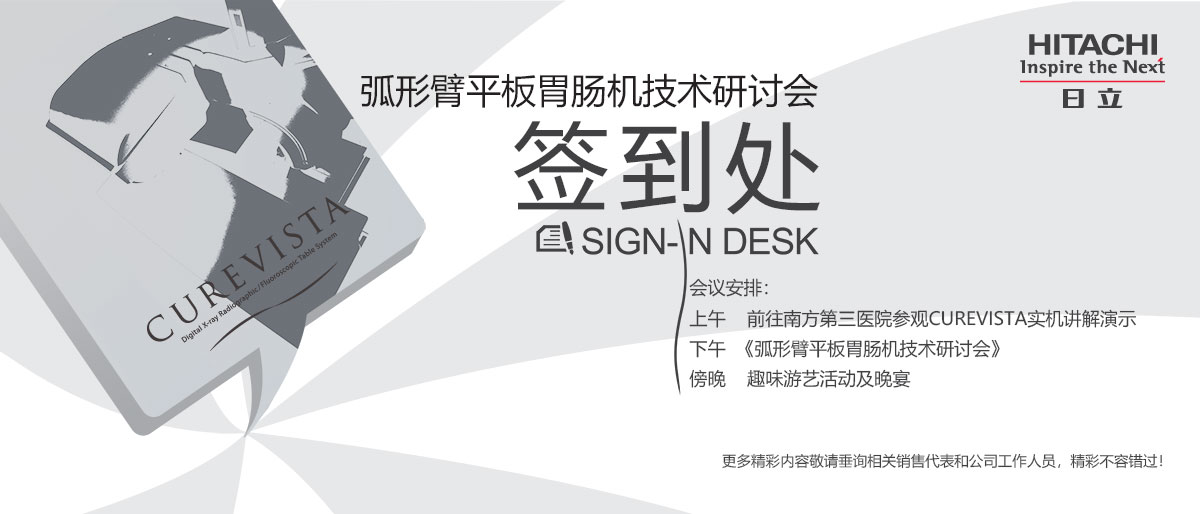 HITACHI
Inspire the Next
日立
弧形臂平板胃肠机技术研讨会
签到处
SIGN-IN DESK
CUREVISTA
Digital X-ray Radiographic/Fluoroscopic Table System
会议安排：
上午 前往南方第三医院参观CUREVISTA实机讲解演示
下午 《弧形臂平板胃肠机技术研讨会》
傍晚 趣味游艺活动及晚宴
更多精彩内容敬请垂询相关销售代表和公司工作人员，精彩不容错过！